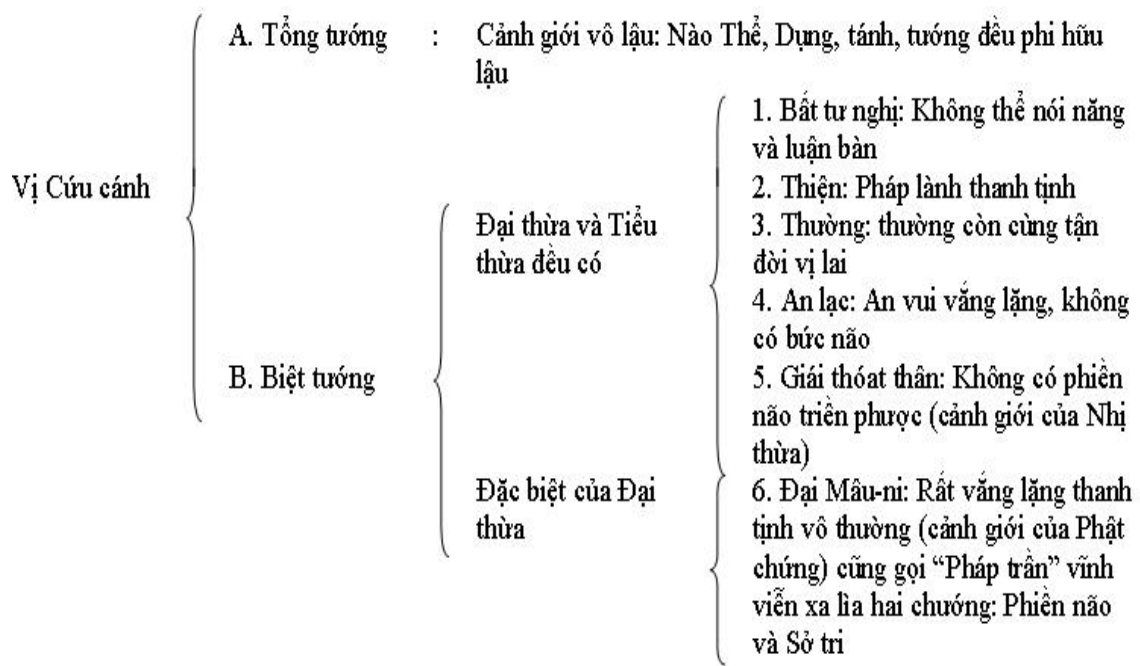 A. Tổng tướng : Cảnh giới vô lậu: Nào Thể, Dụng, tánh, tướng đều phi hữu
lậu
Vị Cứu cánh
B. Biệt tướng
Đại thừa và Tiểu
thừa đều có
1. Bất tư nghị: Không thể nói năng
và luận bàn
2. Thiện: Pháp lành thanh tịnh
3. Thường: thường còn cùng tận
đời vị lai
4. An lạc: An vui vắng lặng, không
có bức não
5. Giái thóat thân: Không có phiền
não triền phược (cảnh giới của Nhị
thừa)
Đặc biệt của Đại
thừa
6. Đại Mâu-ni: Rất vắng lặng thanh
tịnh vô thường (cảnh giới của Phật
chứng) cũng gọi “Pháp trần” vĩnh
viễn xa lìa hai chướng: Phiền não
và Sở tri